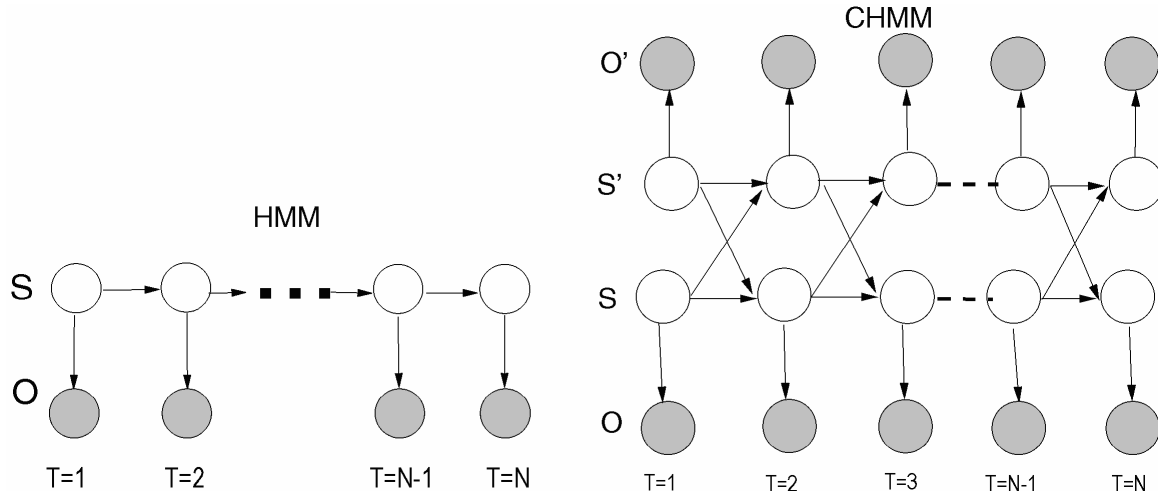 HMM
S
O
T=1 T=2 T=N-1 T=N
CHMM
O'
S'
S
O
T=1 T=2 T=3 T=N-1 T=N